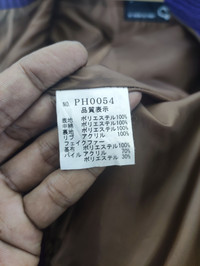 NO. PH0054
品質表示
表地 ポリエステル100%
中綿 ポリエステル100%
裏地 ポリエステル100%
リブ アクリル 100%
フェイクファー
基布 ポリエステル100%
パイル アクリル 70%
ポリエステル 30%